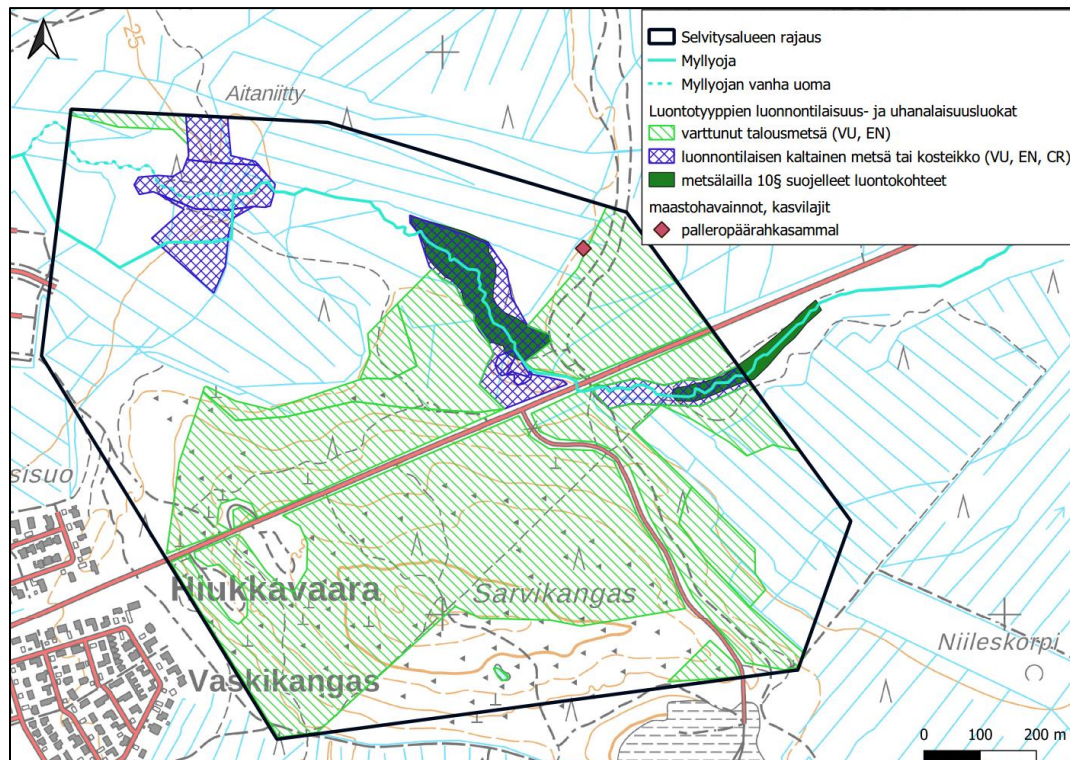 Selvitysalueen rajaus
Myllyoja
Myllyojan vanha uoma
Luontotyyppien luonnontilaisuus- ja uhanalaisuusluokat
varttunut talousmetsä (VU, EN)
luonnontilaisen kaltainen metsä tai kosteikko (VU, EN, CR)
metsälailla 10§ suojelleet luontokohteet
maastohavainnot, kasvilajit
palleropäärahkasammal
25
Aitaniitty
sisuo
Hiukkavaara
Sarvikangas
Vaskikangas
Niileskorpi
0 100 200 m